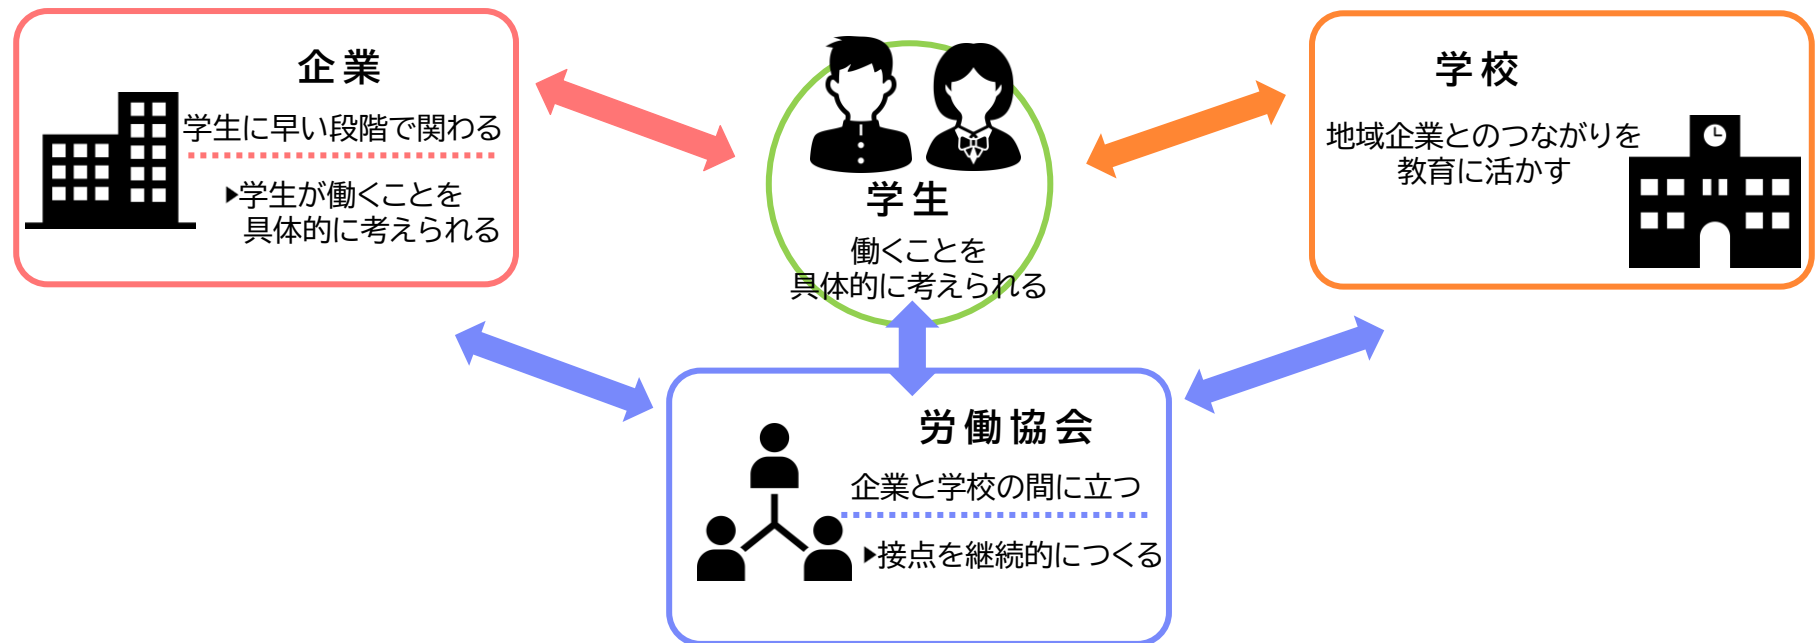 企業
学生に早い段階で関わる
▶学生が働くことを
具体的に考えられる
学生
働くことを
具体的に考えられる
学校
地域企業とのつながりを
教育に活かす
労働協会
企業と学校の間に立つ
▶接点を継続的につくる